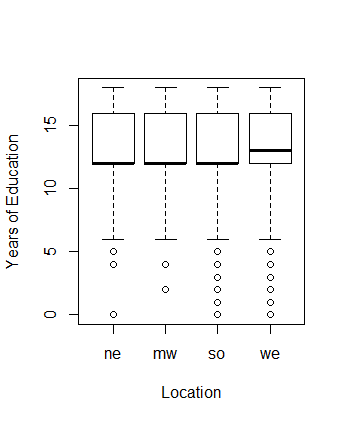 Years of Education
15
10
5
0
ne mw so we
Location